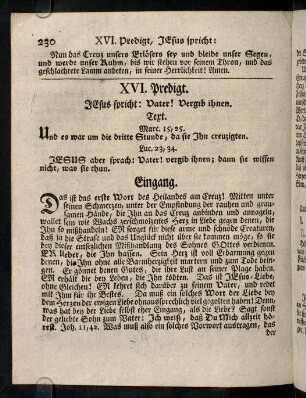 230 XVI. Predigt, JEsus spricht:
Nun das Creuz unsers Erlösers sey und bleibe unser Segen,
und werde unser Ruhm, bis wir stehen vor seinem Thron, und das
geschlachtete Lamm anbeten, in seiner Herrlichkeit! Amen.
XVI. Predigt.
JEsus spricht: Vater! Vergib ihnen.
Text.
Marc. 15, 25.
Und es war um die dritte Stunde, da sie Ihn creuzigten.
Luc. 23, 34.
JESUS aber sprach: Vater! vergib ihnen; dann sie wissen
nicht, was sie thun.
Eingang.
Das ist das erste Wort des Heilandes am Creuz! Mitten unter
seinen Schmerzen, unter der Empfindung der rauhen und grau-
samen Hände, die Ihn an das Creuz anbinden und annageln,
wallet sein wie Wachs zerschmolzenes Herz in Liebe gegen denen, die
Ihn so mißhandeln! ER sorget für diese arme und schnöde Creaturen,
daß ja die Strafe und das Unglück nicht über sie kommen möge, so sie
bey dieser entsetzlichen Mißhandlung des Sohnes GOttes verdienen.
ER liebet, die Ihn hassen. Sein Herz ist voll Erbarmung gegen
denen, die Ihn ohne alle Barmherzigkeit martern und zum Tode brin-
gen. Er gönnet denen Gutes, die ihre Lust an seiner Plage haben.
ER erhält die bey Leben, die Ihn tödten. Das ist JEsus-Liebe,
ohne Gleichen! ER kehret sich darüber zu seinem Vater, und redet
mit Ihm für ihr Bestes. Da muß ein solches Wort der Liebe bey
dem Herzen der ewigen Liebe ohnaussprechlich viel gegolten haben! Denn,
was hat bey der Liebe selbst eher Eingang, als die Liebe? Sagt sonst
der geliebte Sohn zum Vater: Ich weiß, daß Du Mich allzeit hö-
rest. Joh. 11, 42. Was muß also ein solches Vorwort austragen, das
der